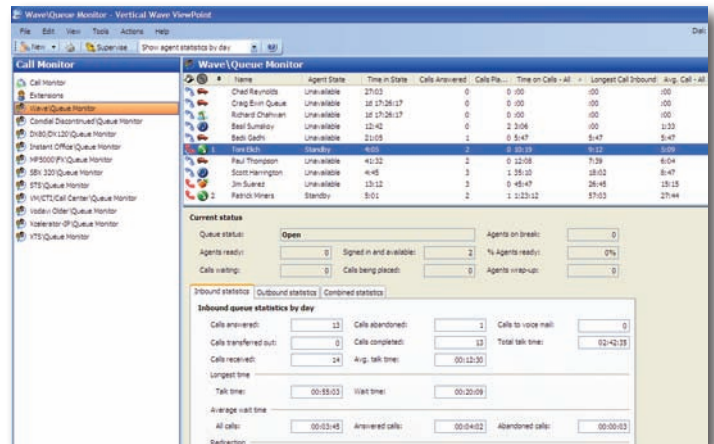 Wave\Queue Monitor - Vertical Wave ViewPoint
File Edit View Tools Actions Help
New Supervise Show agent statistics by day
Call Monitor
Call Monitor
Extensions
Wave\Queue Monitor
Comdial Discontinued\Queue Monitor
DX80/DX120\Queue Monitor
Instant Office\Queue Monitor
MP5000\FX\Queue Monitor
SBX 320\Queue Monitor
STS\Queue Monitor
VM/CTI/Call Center\Queue Monitor
Vodavi Older\Queue Monitor
Xcelerator-IP\Queue Monitor
XTS\Queue Monitor
Wave\Queue Monitor
Name Agent State Time in State Calls Answered Calls Pla... Time on Calls - All Longest Call Inbound Avg. Call - All
Chad Reynolds Unavailable 27:03 0 0 :00 :00 :00
Craig Ewin Queue Unavailable 1d 17:26:17 0 0 :00 :00 :00
Richard Chahwan Unavailable 1d 17:26:17 0 0 :00 :00 :00
Basil Sumskoy Unavailable 12:42 0 2 3:06 :00 1:33
Badi Gadhi Unavailable 21:05 1 0 5:47 5:47 5:47
1 Tom Elich Standby 4:05 2 0 10:19 9:12 5:09
Paul Thompson Unavailable 41:32 2 0 12:08 7:39 6:04
Scott Harrington Unavailable 4:45 3 1 35:10 18:02 8:47
Jim Suarez Unavailable 13:12 3 0 45:47 26:45 15:15
2 Patrick Miners Standby 5:01 2 1 1:23:12 57:03 27:44
Current status
Queue status: Open Agents on break: 0
Agents ready: 0 Signed in and available: 2 % Agents ready: 0%
Calls waiting: 0 Calls being placed: 0 Agents wrap-up: 0
Inbound statistics Outbound statistics Combined statistics
Inbound queue statistics by day
Calls answered: 13 Calls abandoned: 1 Calls to voice mail: 0
Calls transferred out: 0 Calls completed: 13 Total talk time: 02:42:35
Calls received: 14 Avg. talk time: 00:12:30
Longest time
Talk time: 00:55:03 Wait time: 00:20:09
Average wait time
All calls: 00:03:45 Answered calls: 00:04:02 Abandoned calls: 00:00:03
Redirection